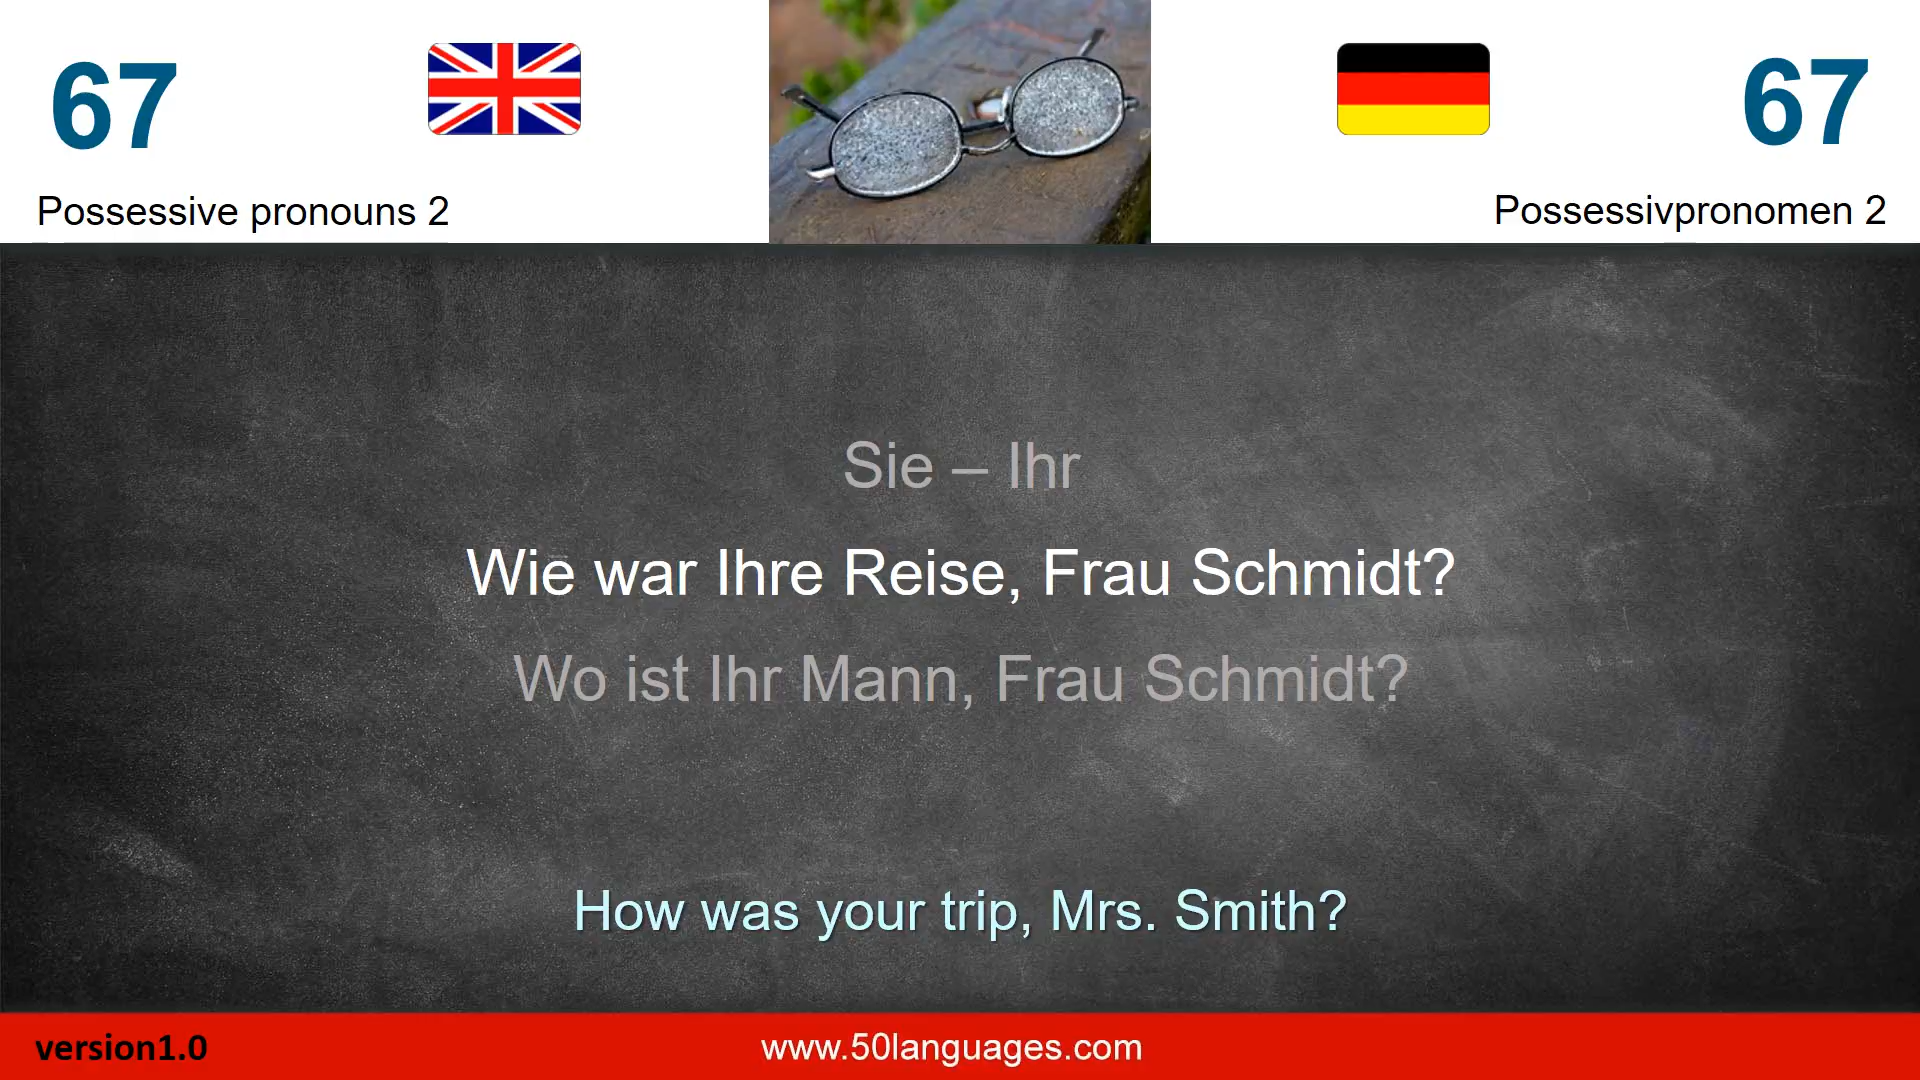 67
67
Possessive pronouns 2
Possessivpronomen 2
Sie – Ihr
Wie war Ihre Reise, Frau Schmidt?
Wo ist Ihr Mann, Frau Schmidt?
How was your trip, Mrs. Smith?
version1.0
www.50languages.com